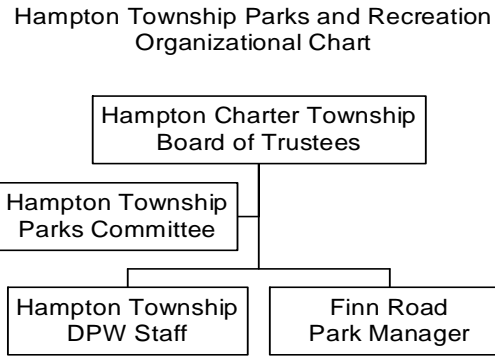 Hampton Township Parks and Recreation
Organizational Chart
Hampton Charter Township
Board of Trustees
Hampton Township
Parks Committee
Hampton Township
DPW Staff
Finn Road
Park Manager